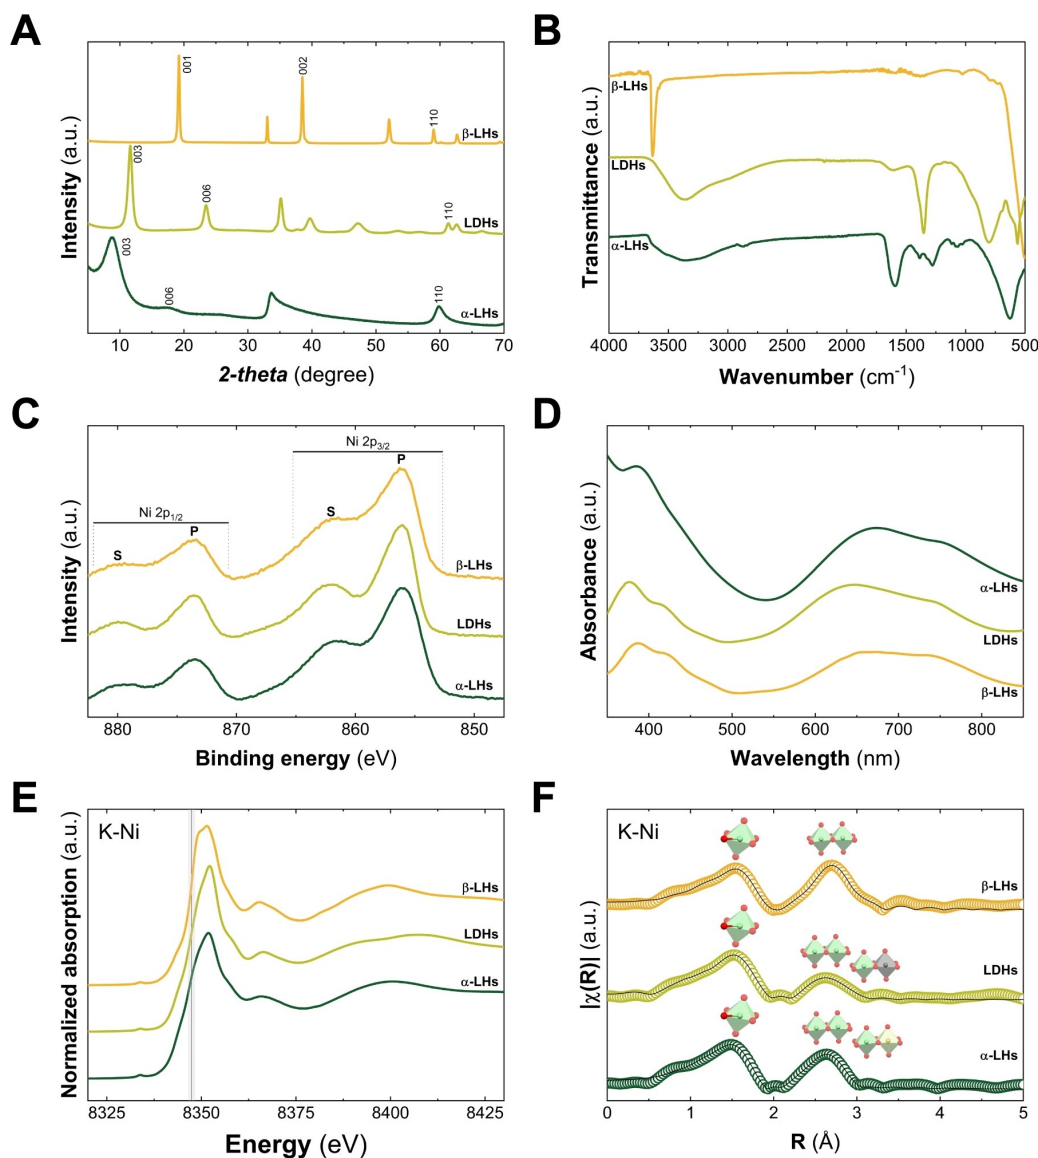 A
Intensity (a.u.)
001
002
110
β-LHs
003
006
110
LDHs
003
006
110
α-LHs
10 20 30 40 50 60 70
2-theta (degree)
B
Transmittance (a.u.)
β-LHs
LDHs
α-LHs
4000 3500 3000 2500 2000 1500 1000 500
Wavenumber (cm⁻¹)
C
Intensity (a.u.)
Ni 2p₃/₂
P
S
Ni 2p₁/₂
P
S
β-LHs
LDHs
α-LHs
880 870 860 850
Binding energy (eV)
D
Absorbance (a.u.)
α-LHs
LDHs
β-LHs
400 500 600 700 800
Wavelength (nm)
E
Normalized absorption (a.u.)
K-Ni
β-LHs
LDHs
α-LHs
8325 8350 8375 8400 8425
Energy (eV)
F
|χ(R)| (a.u.)
K-Ni
β-LHs
LDHs
α-LHs
0 1 2 3 4 5
R (Å)